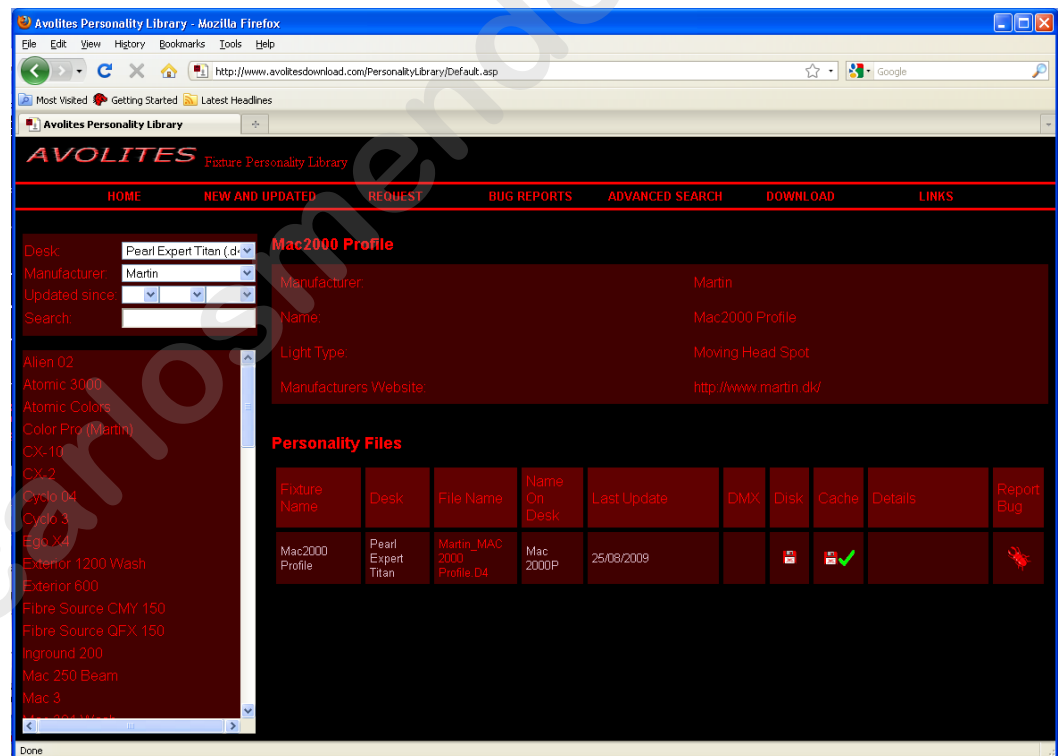 Avolites Personality Library - Mozilla Firefox
File Edit View History Bookmarks Tools Help
http://www.avolitesdownload.com/PersonalityLibrary/Default.asp
Google
Most Visited Getting Started Latest Headlines
Avolites Personality Library
AVOLITES Fixture Personality Library
HOME NEW AND UPDATED REQUEST BUG REPORTS ADVANCED SEARCH DOWNLOAD LINKS
Desk: Pearl Expert Titan (.d4
Manufacturer: Martin
Updated since:
Search:
Alien 02
Atomic 3000
Atomic Colors
Color Pro (Martin)
CX-10
CX-2
Cyclo 04
Cyclo 3
Ego X4
Exterior 1200 Wash
Exterior 600
Fibre Source CMY 150
Fibre Source QFX 150
Inground 200
Mac 250 Beam
Mac 3
Mac2000 Profile
Manufacturer: Martin
Name: Mac2000 Profile
Light Type: Moving Head Spot
Manufacturers Website: http://www.martin.dk/
Personality Files
Fixture Name Desk File Name Name On Desk Last Update DMX Disk Cache Details Report Bug
Mac2000 Profile Pearl Expert Titan Martin_MAC 2000 Profile.D4 Mac 2000P 25/08/2009
Done
carlosmendo